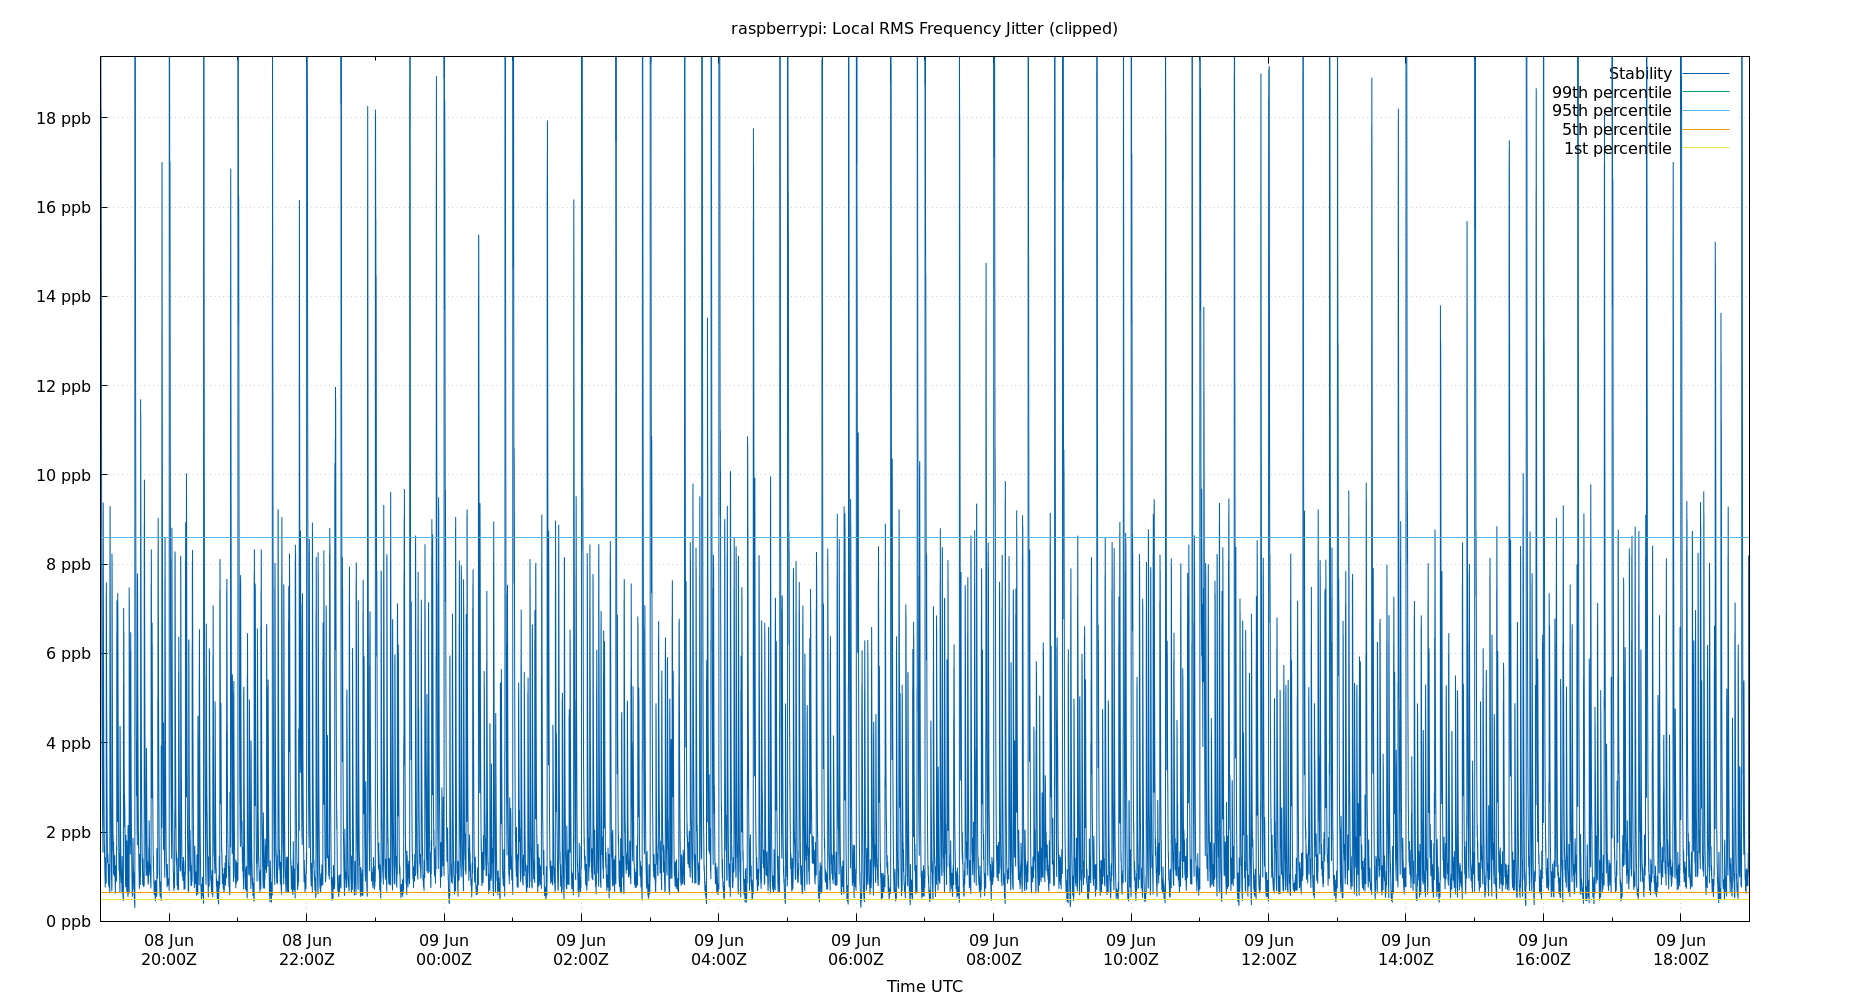 raspberrypi: Local RMS Frequency Jitter (clipped)
Stability
99th percentile
95th percentile
5th percentile
1st percentile
18 ppb
16 ppb
14 ppb
12 ppb
10 ppb
8 ppb
6 ppb
4 ppb
2 ppb
0 ppb
08 Jun 08 Jun 09 Jun 09 Jun 09 Jun 09 Jun 09 Jun 09 Jun 09 Jun 09 Jun 09 Jun 09 Jun
20:00Z 22:00Z 00:00Z 02:00Z 04:00Z 06:00Z 08:00Z 10:00Z 12:00Z 14:00Z 16:00Z 18:00Z
Time UTC